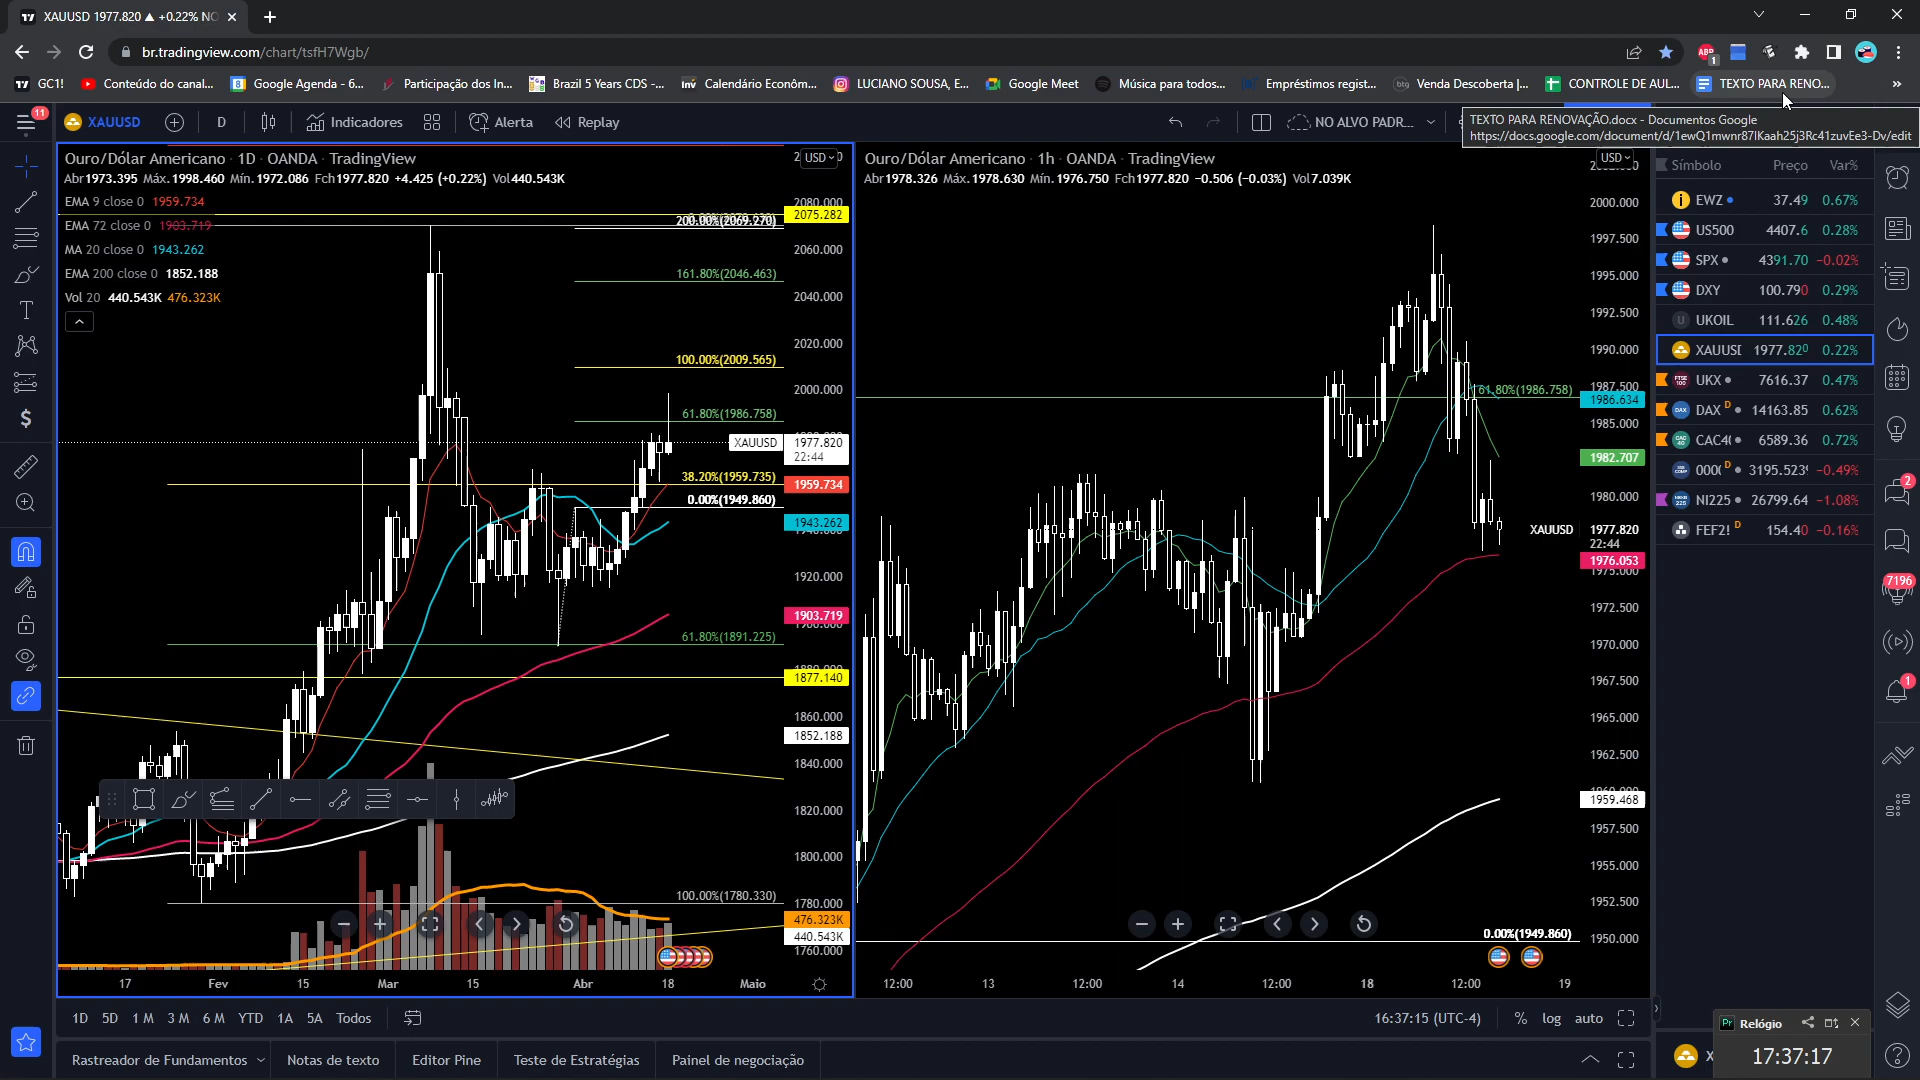 XAUUSD 1977.820 ▲ +0.22% NO
br.tradingview.com/chart/tsfH7Wgb/
GC1!
Conteúdo do canal...
Google Agenda - 6...
Participação dos In...
Brazil 5 Years CDS -...
Calendário Econôm...
LUCIANO SOUSA, E...
Google Meet
Música para todos...
Empréstimos regist...
Venda Descoberta |...
CONTROLE DE AUL...
TEXTO PARA RENO...
TEXTO PARA RENOVAÇÃO.docx - Documentos Google
https://docs.google.com/document/d/1ewQ1mwnr87lKaah25j3Rc41zuvEe3-Dv/edit
11
XAUUSD
D
Indicadores
Alerta
Replay
NO ALVO PADR...
Ouro/Dólar Americano · 1D · OANDA · TradingView
Abr1973.395 Máx.1998.460 Mín.1972.086 Fch1977.820 +4.425 (+0.22%) Vol440.543K
EMA 9 close 0 1959.734
EMA 72 close 0 1903.719
MA 20 close 0 1943.262
EMA 200 close 0 1852.188
Vol 20 440.543K 476.323K
USD
2080.000
2075.282
2060.000
2040.000
2020.000
2000.000
1977.820
22:44
1959.734
1943.262
1920.000
1903.719
1877.140
1860.000
1852.188
1840.000
1820.000
1800.000
1780.000
476.323K
440.543K
1760.000
200.00%(2069.270)
161.80%(2046.463)
100.00%(2009.565)
61.80%(1986.758)
XAUUSD
38.20%(1959.735)
0.00%(1949.860)
61.80%(1891.225)
100.00%(1780.330)
17
Fev
15
Mar
15
Abr
18
Maio
Ouro/Dólar Americano · 1h · OANDA · TradingView
Abr1978.326 Máx.1978.630 Mín.1976.750 Fch1977.820 −0.506 (−0.03%) Vol7.039K
USD
2000.000
1997.500
1995.000
1992.500
1990.000
1987.500
1986.634
1985.000
1982.707
1980.000
1977.820
22:44
1976.053
1975.000
1972.500
1970.000
1967.500
1965.000
1962.500
1959.468
1957.500
1955.000
1952.500
1950.000
61.80%(1986.758)
XAUUSD
0.00%(1949.860)
12:00
13
12:00
14
12:00
18
12:00
19
Símbolo Preço Var%
EWZ 37.49 0.67%
US500 4407.6 0.28%
SPX 4391.70 −0.02%
DXY 100.790 0.29%
UKOIL 111.626 0.48%
XAUUSD 1977.820 0.22%
UKX 7616.37 0.47%
DAX D 14163.85 0.62%
CAC4 6589.36 0.72%
000 D 3195.5239 −0.49%
NI225 26799.64 −1.08%
FEF2! D 154.40 −0.16%
2
7196
1
1D 5D 1 M 3 M 6 M YTD 1A 5A Todos
16:37:15 (UTC-4)
% log auto
Rastreador de Fundamentos
Notas de texto
Editor Pine
Teste de Estratégias
Painel de negociação
Pr Relógio
17:37:17